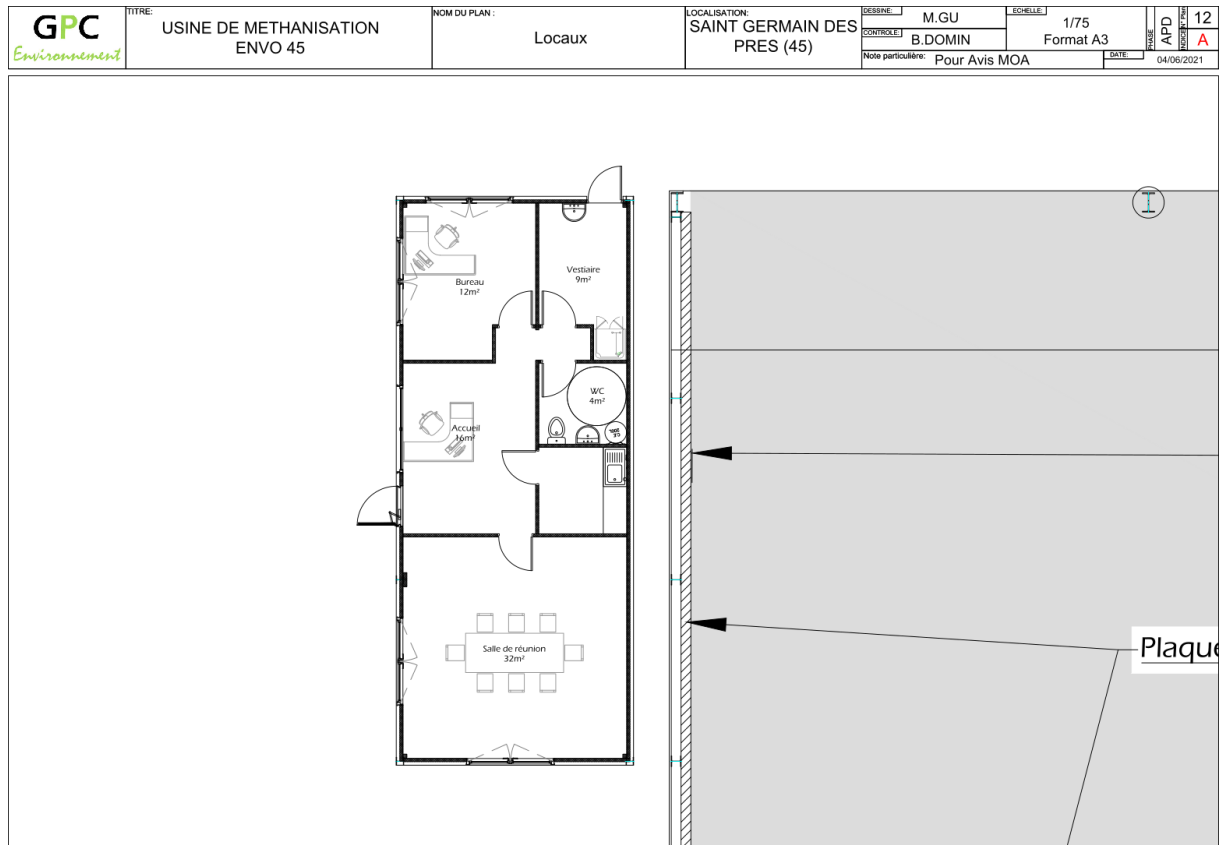 GPC
Environnement
TITRE:
USINE DE METHANISATION
ENVO 45
NOM DU PLAN :
Locaux
LOCALISATION:
SAINT GERMAIN DES
PRES (45)
DESSINE:
M.GU
CONTROLE:
B.DOMIN
ECHELLE:
1/75
Format A3
PHASE
APD
INDICE
N° Plan
12
A
Note particulière:
Pour Avis MOA
DATE:
04/06/2021
Bureau
12m²
Vestiaire
9m²
WC
4m²
Accueil
16m²
Salle de réunion
32m²
Plaque